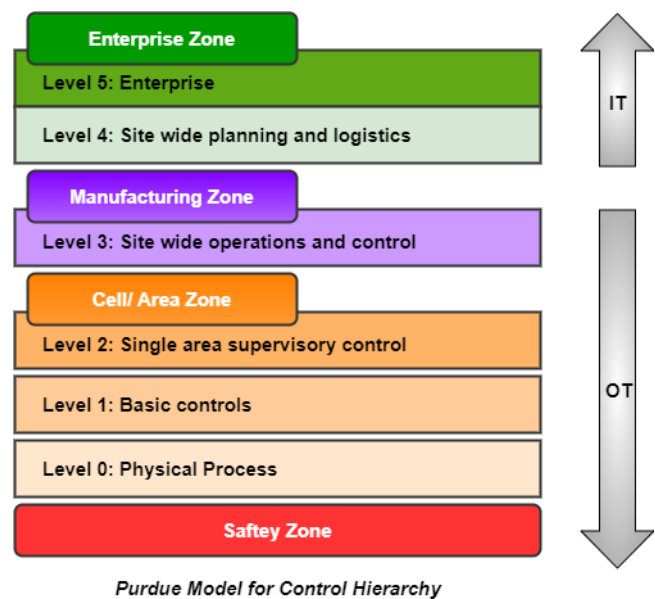 Enterprise Zone
Level 5: Enterprise
Level 4: Site wide planning and logistics
IT
Manufacturing Zone
Level 3: Site wide operations and control
Cell/ Area Zone
Level 2: Single area supervisory control
Level 1: Basic controls
OT
Level 0: Physical Process
Saftey Zone
Purdue Model for Control Hierarchy